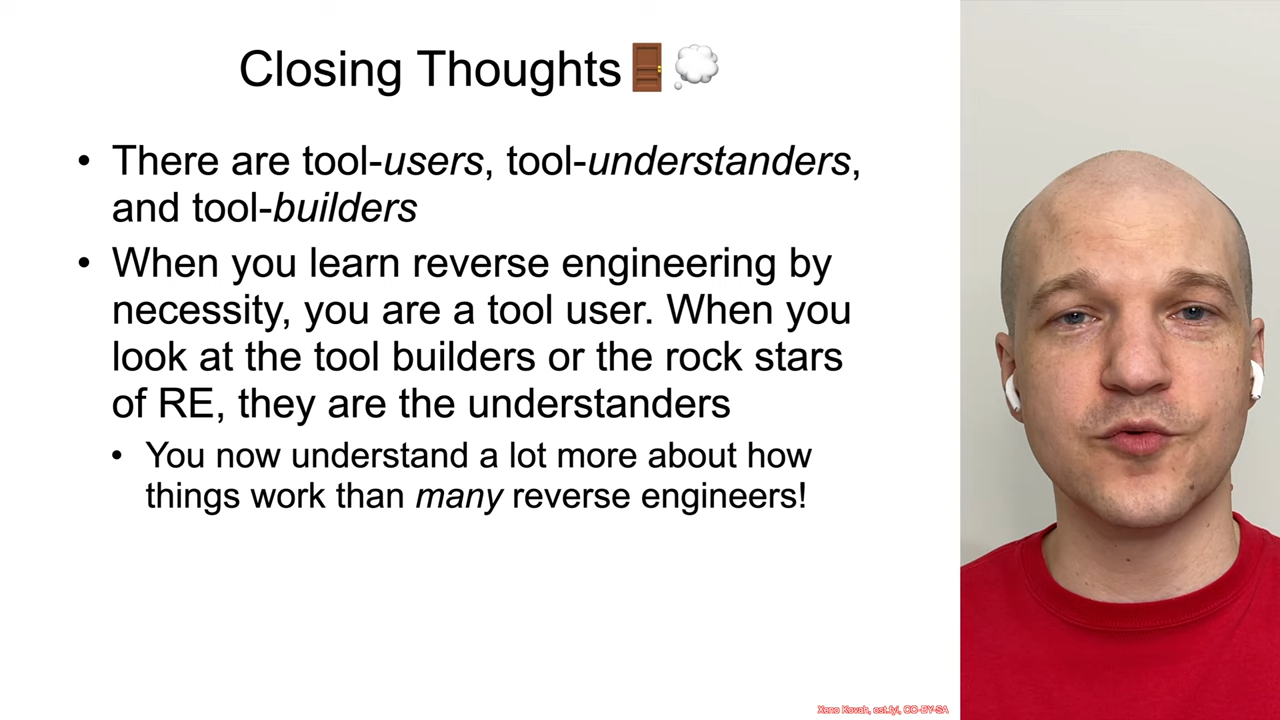 Closing Thoughts🚪💭
• There are tool-users, tool-understanders,
and tool-builders
• When you learn reverse engineering by
necessity, you are a tool user. When you
look at the tool builders or the rock stars
of RE, they are the understanders
• You now understand a lot more about how
things work than many reverse engineers!
Xeno Kovah, ost.fyi, CC-BY-SA